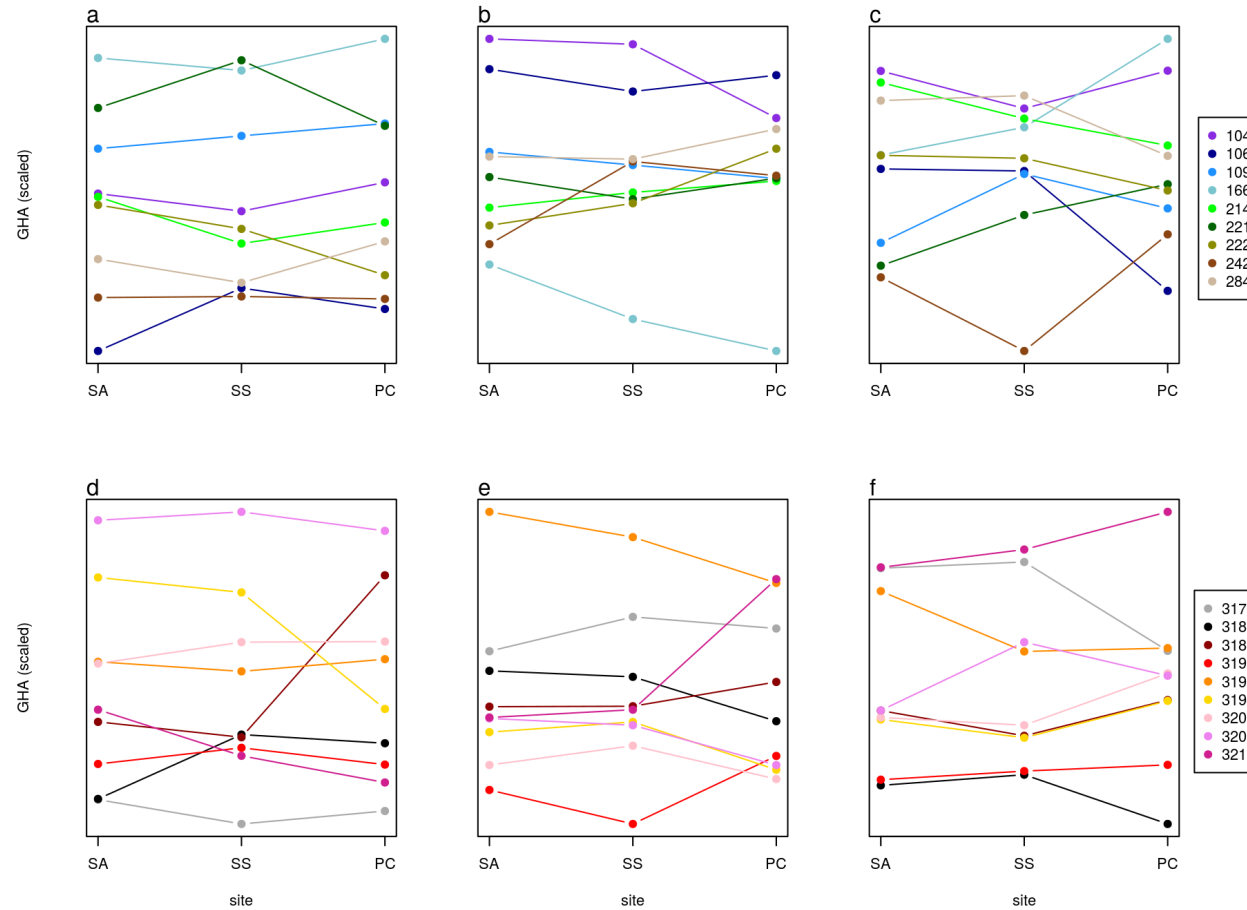 a
b
c
GHA (scaled)
SA SS PC
SA SS PC
SA SS PC
104
106
109
166
214
221
222
242
284
d
e
f
GHA (scaled)
SA SS PC
SA SS PC
SA SS PC
317
318
318
319
319
319
320
320
321
site
site
site